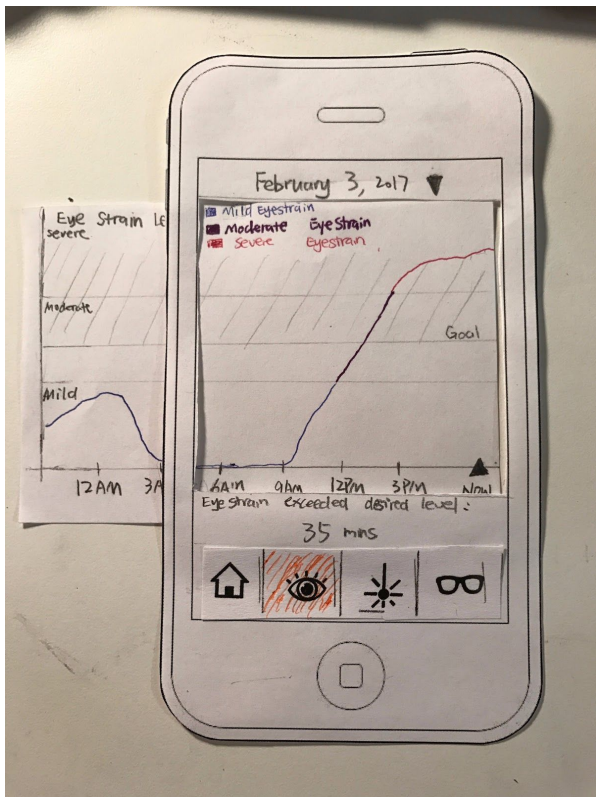 February 3, 2017
Mild Eyestrain
Moderate Eye Strain
Severe Eyestrain
Eye Strain Le
Severe
Moderate
Mild
Goal
12AM 3A 6Am 9Am 12PM 3PM Now
Eye strain exceeded desired level:
35 mns